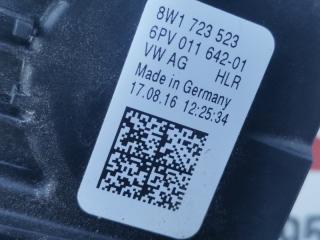 8W1 723 523
6PV 011 642-01
VW AG HLR
Made in Germany
17.08.16 12:25:34